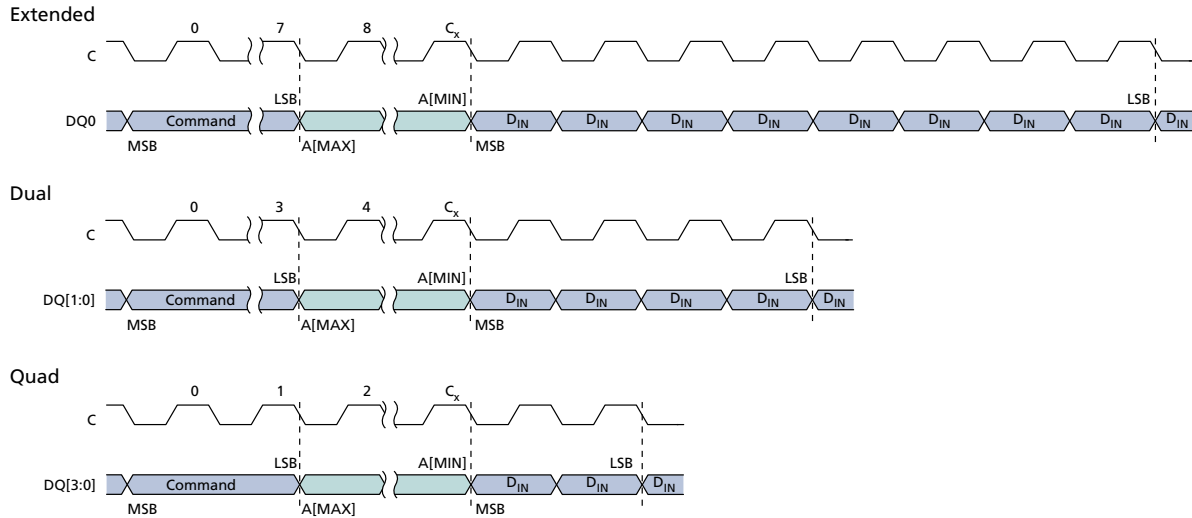 Extended
0 7 8 Cx
C
LSB A[MIN] LSB
DQ0 Command DIN DIN DIN DIN DIN DIN DIN DIN DIN
MSB A[MAX] MSB
Dual
0 3 4 Cx
C
LSB A[MIN] LSB
DQ[1:0] Command DIN DIN DIN DIN DIN
MSB A[MAX] MSB
Quad
0 1 2 Cx
C
LSB A[MIN] LSB
DQ[3:0] Command DIN DIN DIN
MSB A[MAX] MSB